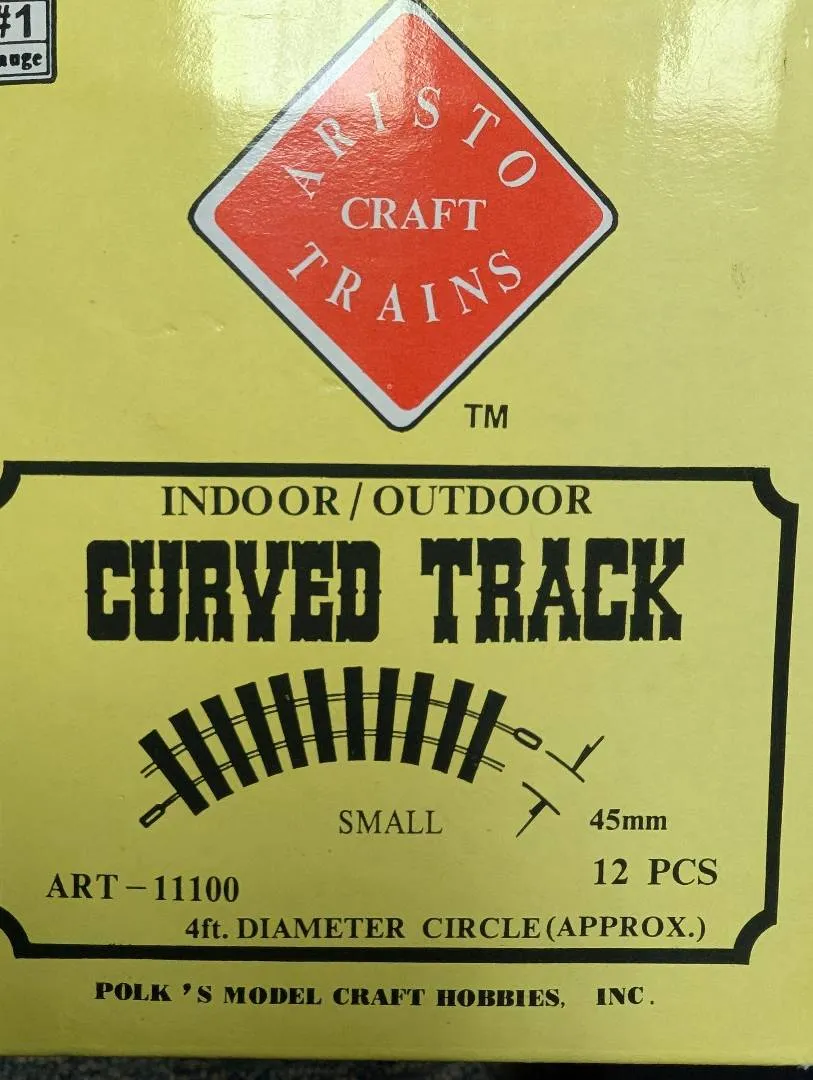 #1
ARISTO
CRAFT
TRAINS
TM
INDOOR/OUTDOOR
CURVED TRACK
SMALL
45mm
ART-11100
12 PCS
4ft. DIAMETER CIRCLE (APPROX.)
POLK'S MODEL CRAFT HOBBIES, INC.